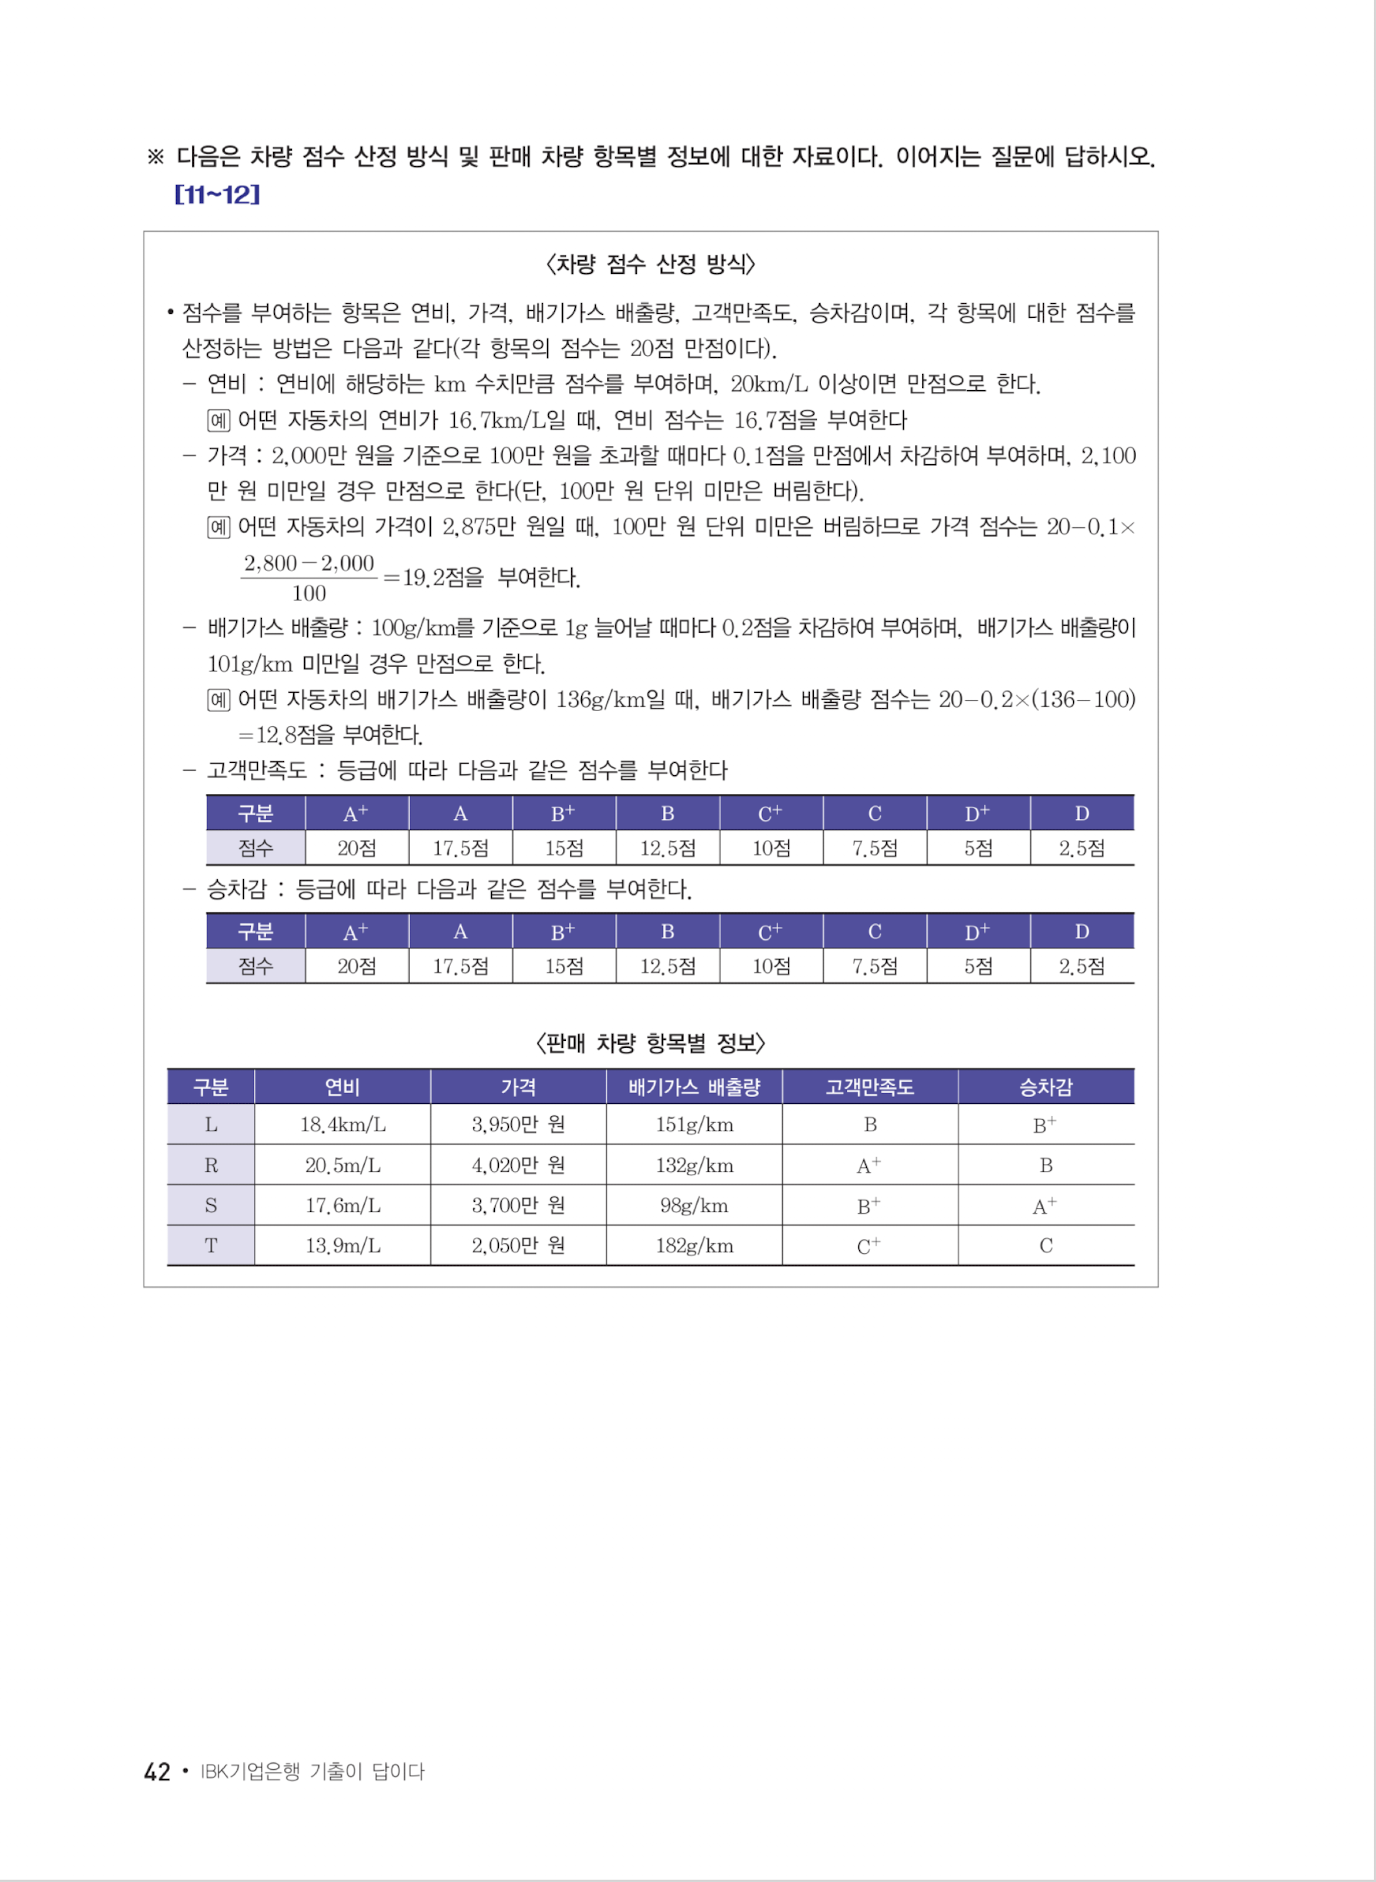 ※ 다음은 차량 점수 산정 방식 및 판매 차량 항목별 정보에 대한 자료이다. 이어지는 질문에 답하시오.
[11~12]
〈차량 점수 산정 방식〉
• 점수를 부여하는 항목은 연비, 가격, 배기가스 배출량, 고객만족도, 승차감이며, 각 항목에 대한 점수를
산정하는 방법은 다음과 같다(각 항목의 점수는 20점 만점이다).
- 연비 : 연비에 해당하는 km 수치만큼 점수를 부여하며, 20km/L 이상이면 만점으로 한다.
예 어떤 자동차의 연비가 16.7km/L일 때, 연비 점수는 16.7점을 부여한다
- 가격 : 2,000만 원을 기준으로 100만 원을 초과할 때마다 0.1점을 만점에서 차감하여 부여하며, 2,100
만 원 미만일 경우 만점으로 한다(단, 100만 원 단위 미만은 버림한다).
예 어떤 자동차의 가격이 2,875만 원일 때, 100만 원 단위 미만은 버림하므로 가격 점수는 20-0.1×
2,800-2,000
100
=19.2점을 부여한다.
- 배기가스 배출량 : 100g/km를 기준으로 1g 늘어날 때마다 0.2점을 차감하여 부여하며, 배기가스 배출량이
101g/km 미만일 경우 만점으로 한다.
예 어떤 자동차의 배기가스 배출량이 136g/km일 때, 배기가스 배출량 점수는 20-0.2×(136-100)
=12.8점을 부여한다.
- 고객만족도 : 등급에 따라 다음과 같은 점수를 부여한다
구분 A⁺ A B⁺ B C⁺ C D⁺ D
점수 20점 17.5점 15점 12.5점 10점 7.5점 5점 2.5점
- 승차감 : 등급에 따라 다음과 같은 점수를 부여한다.
구분 A⁺ A B⁺ B C⁺ C D⁺ D
점수 20점 17.5점 15점 12.5점 10점 7.5점 5점 2.5점
〈판매 차량 항목별 정보〉
구분 연비 가격 배기가스 배출량 고객만족도 승차감
L 18.4km/L 3,950만 원 151g/km B B⁺
R 20.5m/L 4,020만 원 132g/km A⁺ B
S 17.6m/L 3,700만 원 98g/km B⁺ A⁺
T 13.9m/L 2,050만 원 182g/km C⁺ C
42 • IBK기업은행 기출이 답이다